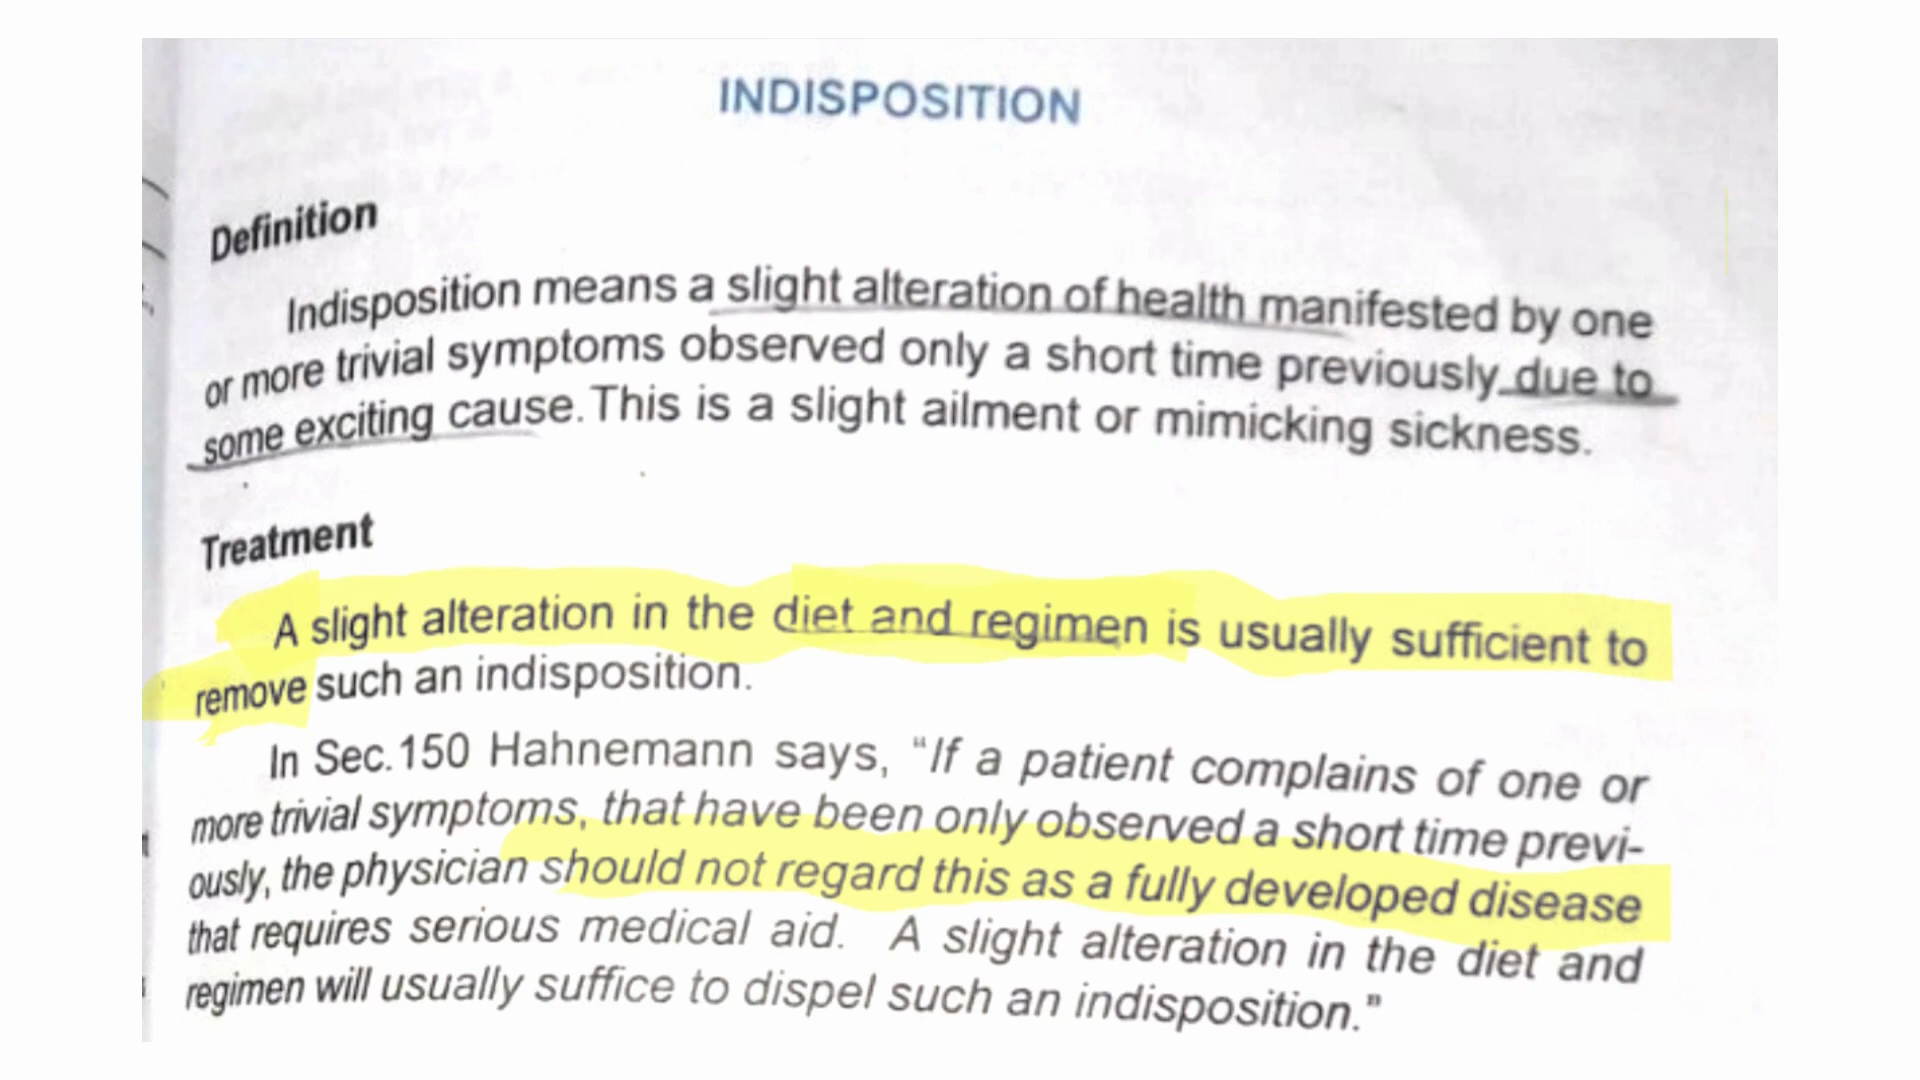 INDISPOSITION
Definition
Indisposition means a slight alteration of health manifested by one
or more trivial symptoms observed only a short time previously due to
some exciting cause. This is a slight ailment or mimicking sickness.
Treatment
A slight alteration in the diet and regimen is usually sufficient to
remove such an indisposition.
In Sec.150 Hahnemann says, “If a patient complains of one or
more trivial symptoms, that have been only observed a short time previ-
ously, the physician should not regard this as a fully developed disease
that requires serious medical aid. A slight alteration in the diet and
regimen will usually suffice to dispel such an indisposition.”